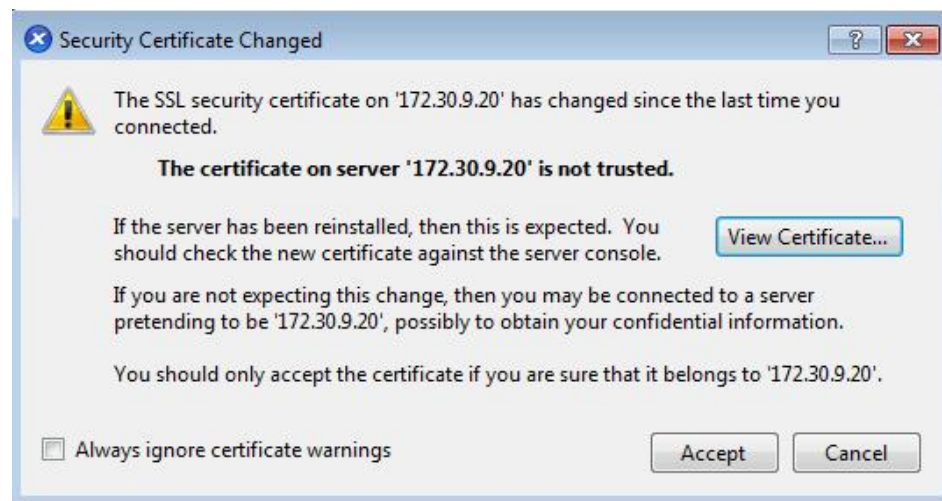 Security Certificate Changed
The SSL security certificate on '172.30.9.20' has changed since the last time you
connected.
The certificate on server '172.30.9.20' is not trusted.
If the server has been reinstalled, then this is expected. You
should check the new certificate against the server console.
View Certificate...
If you are not expecting this change, then you may be connected to a server
pretending to be '172.30.9.20', possibly to obtain your confidential information.
You should only accept the certificate if you are sure that it belongs to '172.30.9.20'.
Always ignore certificate warnings
Accept
Cancel